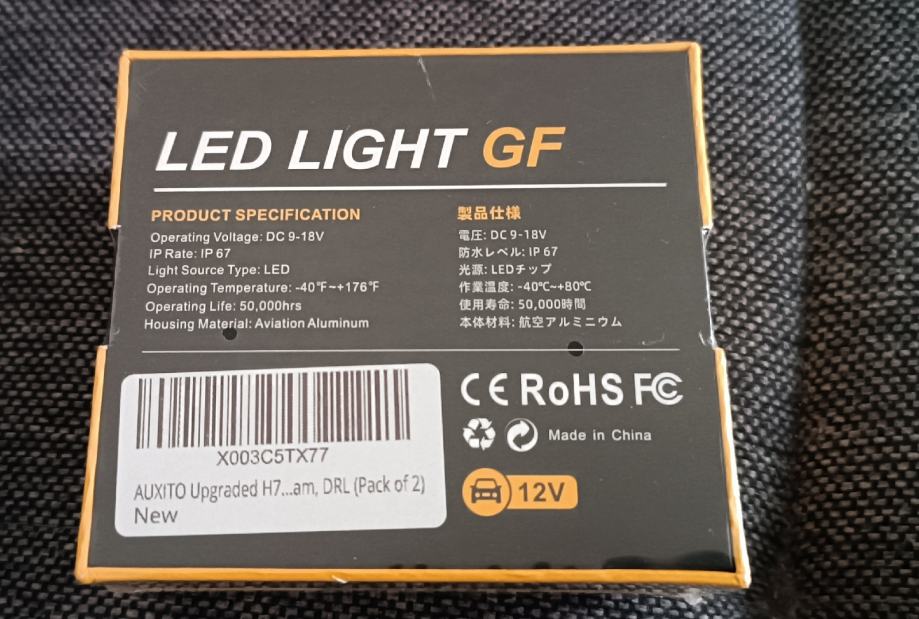 LED LIGHT GF
PRODUCT SPECIFICATION
Operating Voltage: DC 9-18V
IP Rate: IP 67
Light Source Type: LED
Operating Temperature: -40°F~+176°F
Operating Life: 50,000hrs
Housing Material: Aviation Aluminum
製品仕様
電圧: DC 9-18V
防水レベル: IP 67
光源: LEDチップ
作業温度: -40℃~+80℃
使用寿命: 50,000時間
本体材料: 航空アルミニウム
X003C5TX77
AUXITO Upgraded H7...am, DRL (Pack of 2)
New
CE RoHS FC
Made in China
12V